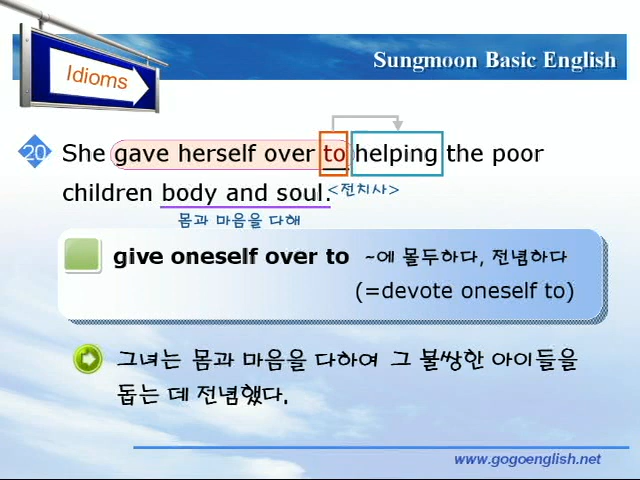 Idioms
Sungmoon Basic English
20 She gave herself over to helping the poor
children body and soul. <전치사>
몸과 마음을 다해
give oneself over to ~에 몰두하다, 전념하다
(=devote oneself to)
그녀는 몸과 마음을 다하여 그 불쌍한 아이들을
돕는 데 전념했다.
www.gogoenglish.net